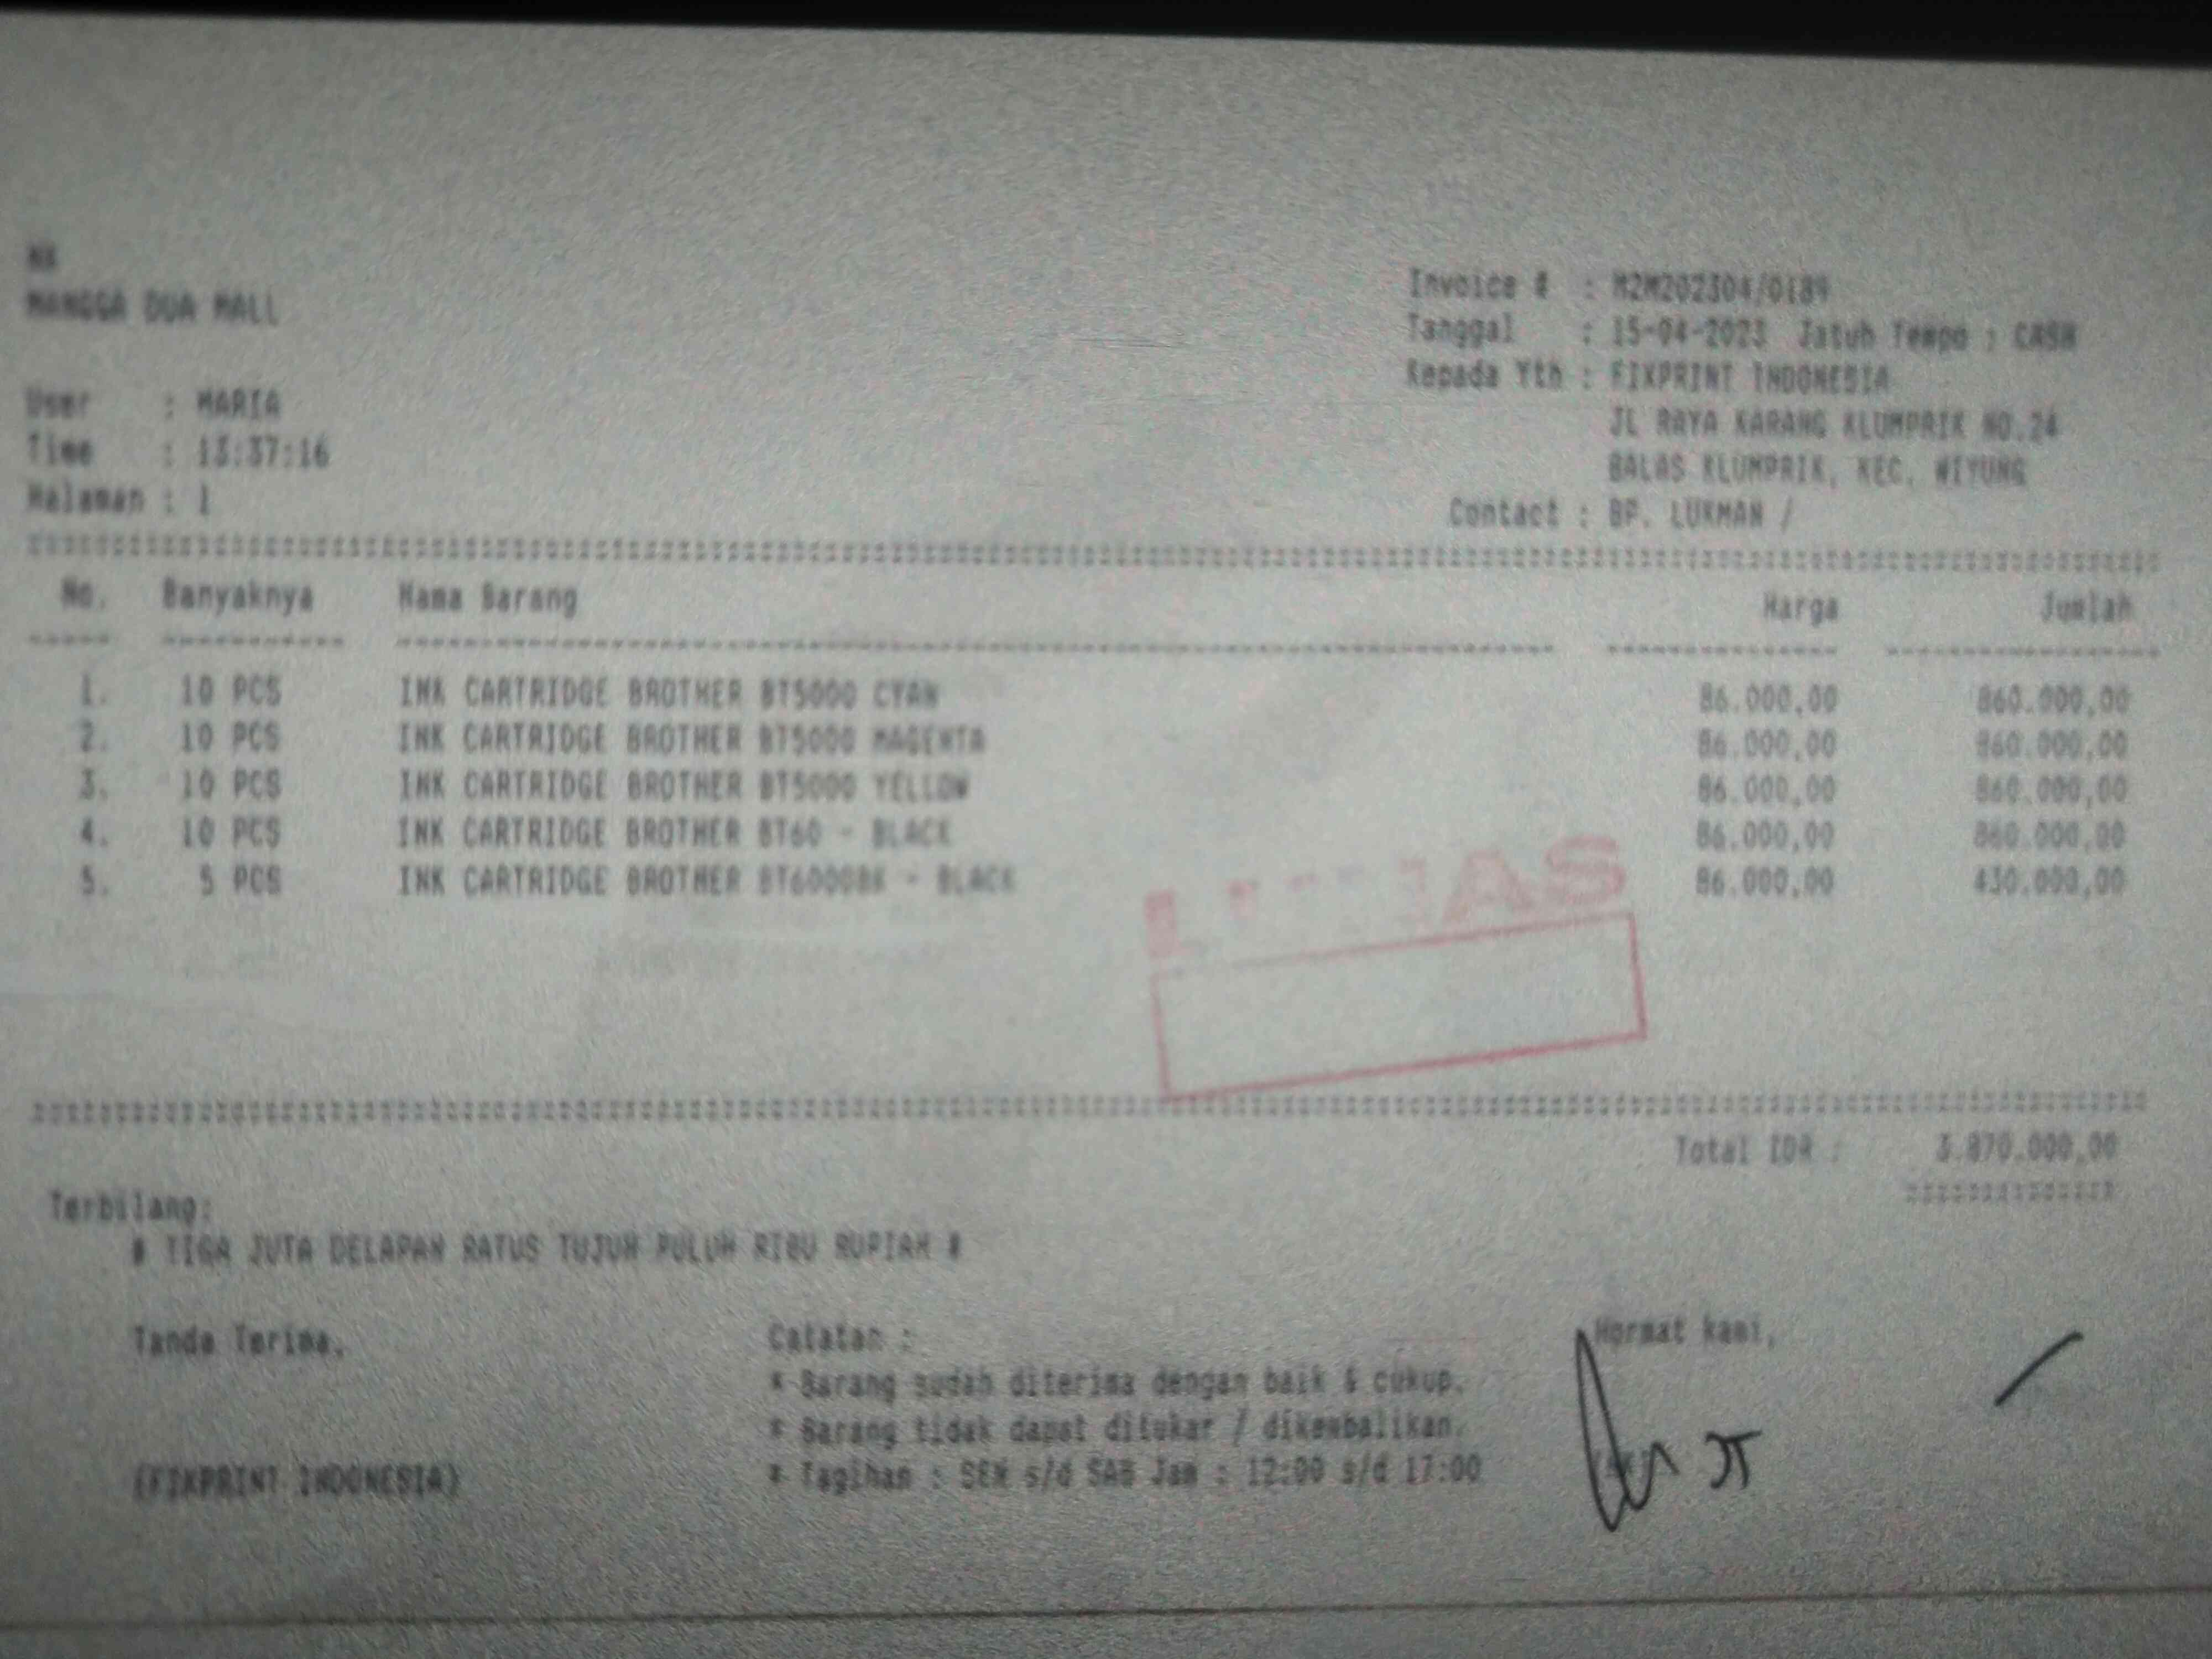 MANGGA DUA MALL
User : MARIA
Time : 13:37:16
Halaman : 1
Invoice # : M2M202304/0189
Tanggal : 15-04-2023 Jatuh Tempo : CASH
Kepada Yth : FIXPRINT INDONESIA
JL RAYA KARANG KLUMPRIK NO.24
BALAS KLUMPRIK, KEC. WIYUNG
Contact : BP. LUKMAN /
No. Banyaknya Nama Barang Harga Jumlah
1. 10 PCS INK CARTRIDGE BROTHER BT5000 CYAN 86.000,00 860.000,00
2. 10 PCS INK CARTRIDGE BROTHER BT5000 MAGENTA 86.000,00 860.000,00
3. 10 PCS INK CARTRIDGE BROTHER BT5000 YELLOW 86.000,00 860.000,00
4. 10 PCS INK CARTRIDGE BROTHER BT60 - BLACK 86.000,00 860.000,00
5. 5 PCS INK CARTRIDGE BROTHER BT6000BK - BLACK 86.000,00 430.000,00
Total IDR : 3.870.000,00
Terbilang:
# TIGA JUTA DELAPAN RATUS TUJUH PULUH RIBU RUPIAH #
Tanda Terima,
(FIXPRINT INDONESIA)
Catatan :
* Barang sudah diterima dengan baik & cukup.
* Barang tidak dapat ditukar / dikembalikan.
* Tagihan : SEN s/d SAB Jam : 12:00 s/d 17:00
Hormat kami,